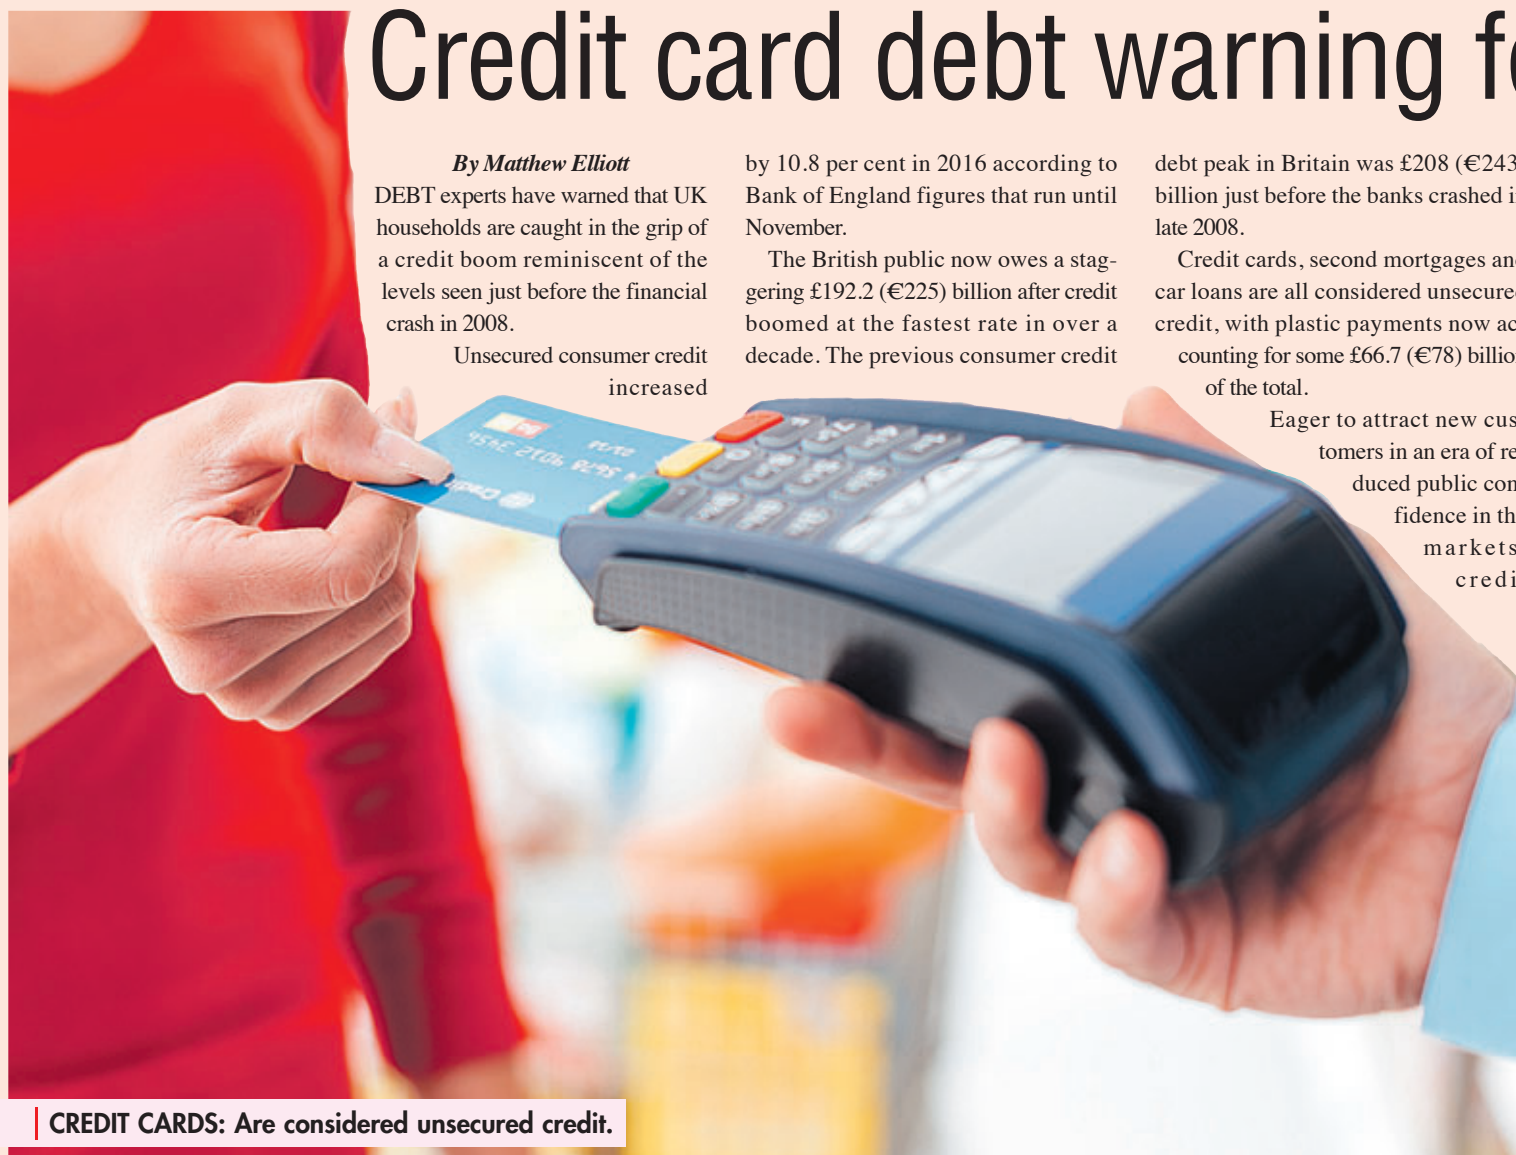 Credit card debt warning
By Matthew Elliott
DEBT experts have warned that UK
households are caught in the grip of
a credit boom reminiscent of the
levels seen just before the financial
crash in 2008.
Unsecured consumer credit
increased
by 10.8 per cent in 2016 according to
Bank of England figures that run until
November.
The British public now owes a stag-
gering £192.2 (€225) billion after credit
boomed at the fastest rate in over a
decade. The previous consumer credit
debt peak in Britain was £208 (€243
billion just before the banks crashed
late 2008.
Credit cards, second mortgages
car loans are all considered
credit, with plastic payments now ac
counting for some £66.7 (€78)
of the total.
Eager to attract new cus
tomers in an era of re
duced public con
fidence in
markets
CREDIT CARDS: Are considered unsecured credit.